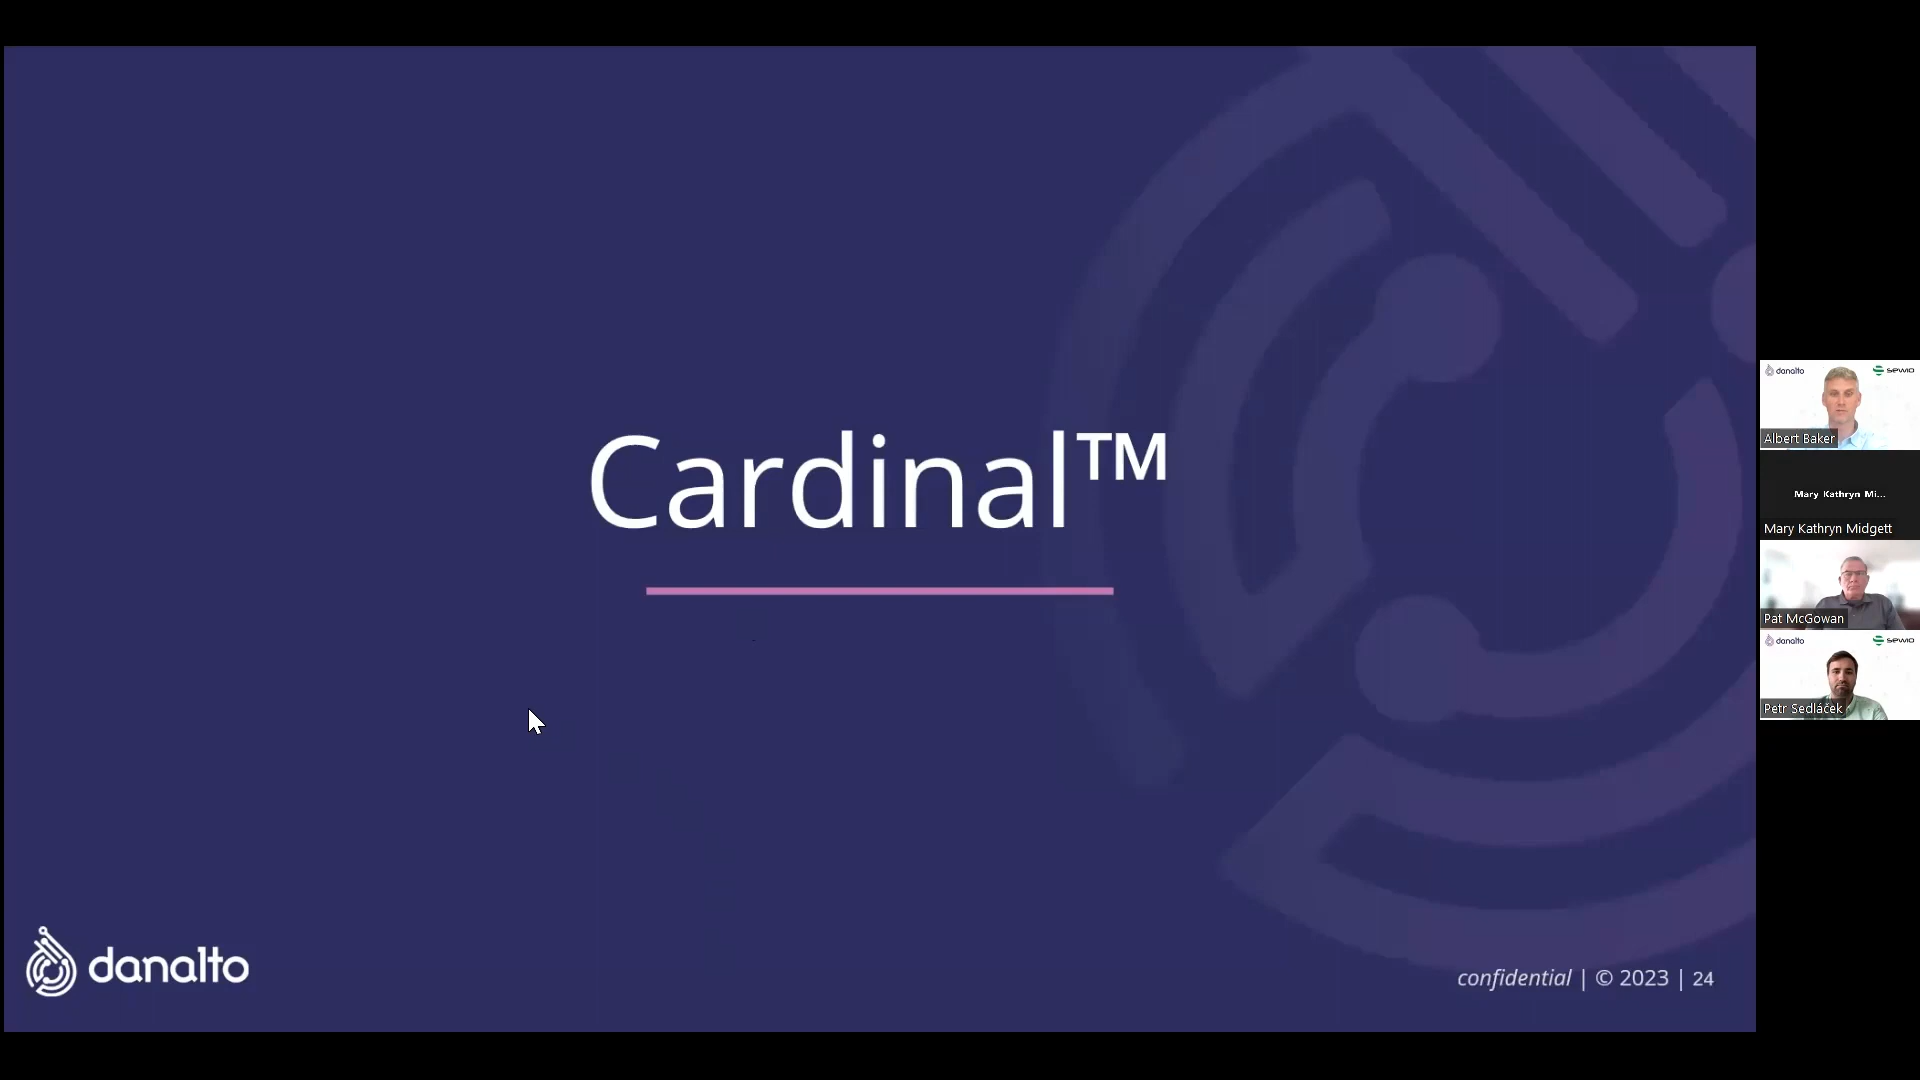 Cardinal™
danalto
confidential | © 2023 | 24
danalto sewio
Albert Baker
Mary Kathryn Mi...
Mary Kathryn Midgett
Pat McGowan
danalto sewio
Petr Sedláček